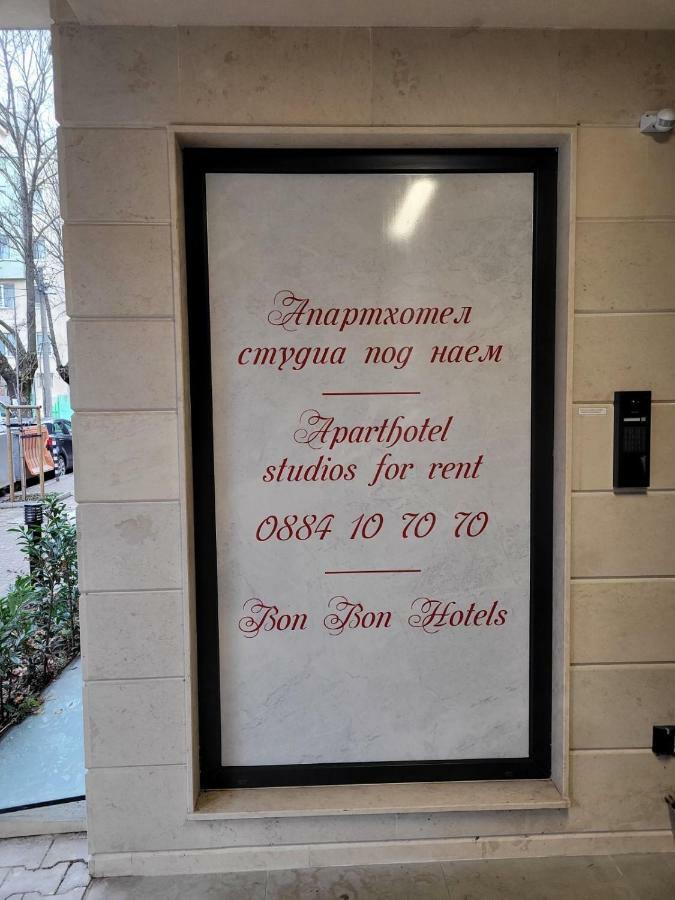 Апартхотел
студиа под наем
Aparthotel
studios for rent
0884 10 70 70
Bon Bon Hotels